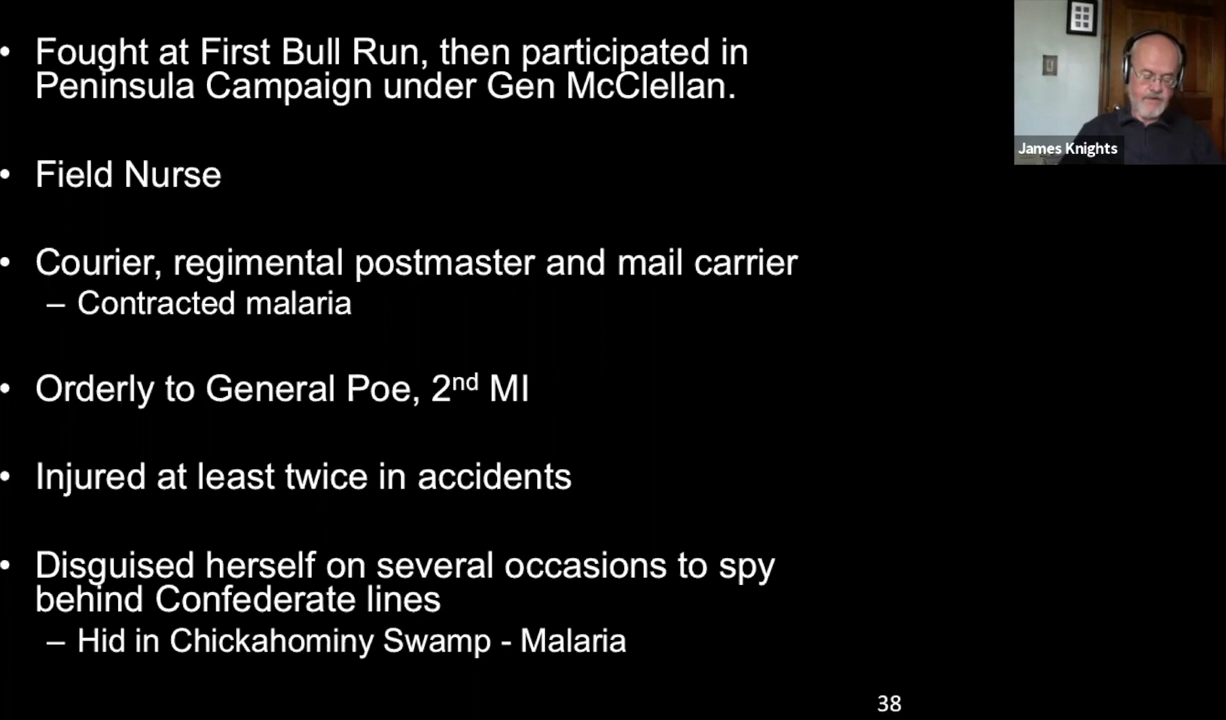 • Fought at First Bull Run, then participated in
Peninsula Campaign under Gen McClellan.
• Field Nurse
• Courier, regimental postmaster and mail carrier
– Contracted malaria
• Orderly to General Poe, 2nd MI
• Injured at least twice in accidents
• Disguised herself on several occasions to spy
behind Confederate lines
– Hid in Chickahominy Swamp - Malaria
38
James Knights